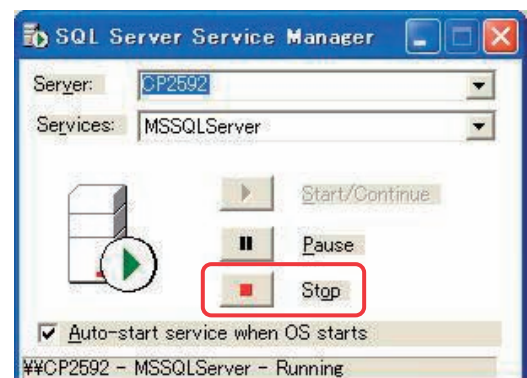 SQL Server Service Manager
Server: CP2592
Services: MSSQLServer
Start/Continue
Pause
Stop
Auto-start service when OS starts
¥¥CP2592 - MSSQLServer - Running